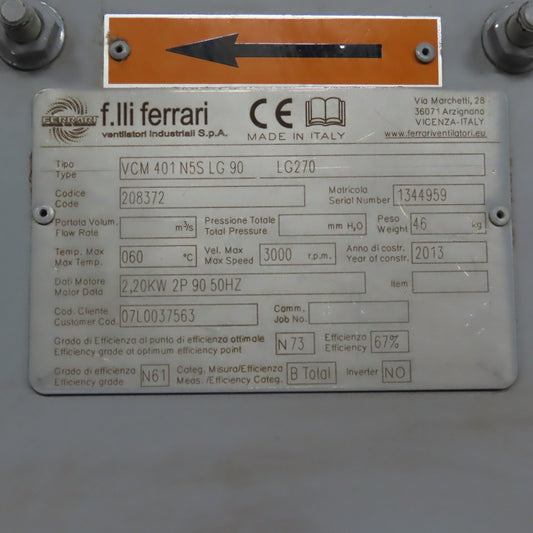 FERRARI
f.lli ferrari
ventilatori industriali S.p.A.
CE
MADE IN ITALY
Via Marchetti, 28
36071 Arzignano
VICENZA-ITALY
www.ferrariventilatori.eu
Tipo
Type
VCM 401 N5S LG 90 LG270
Codice
Code
208372
Matricola
Serial Number
1344959
Portata Volum.
Flow Rate
m³/s
Pressione Totale
Total Pressure
mm H₂O
Peso
Weight
46 kg
Temp. Max
Max Temp.
060 °C
Vel. Max
Max Speed
3000 r.p.m.
Anno di costr.
Year of constr.
2013
Dati Motore
Motor Data
2,20KW 2P 90 50HZ
Item
Cod. Cliente
Customer Cod.
07L0037563
Comm.
Job No.
Grado di Efficienza al punto di efficienza ottimale
Efficiency grade at optimum efficiency point
N 73
Efficienza
Efficiency
67%
Grado di efficienza
Efficiency grade
N61
Categ. Misura/Efficienza
Meas. /Efficiency Categ.
B Total
Inverter
NO